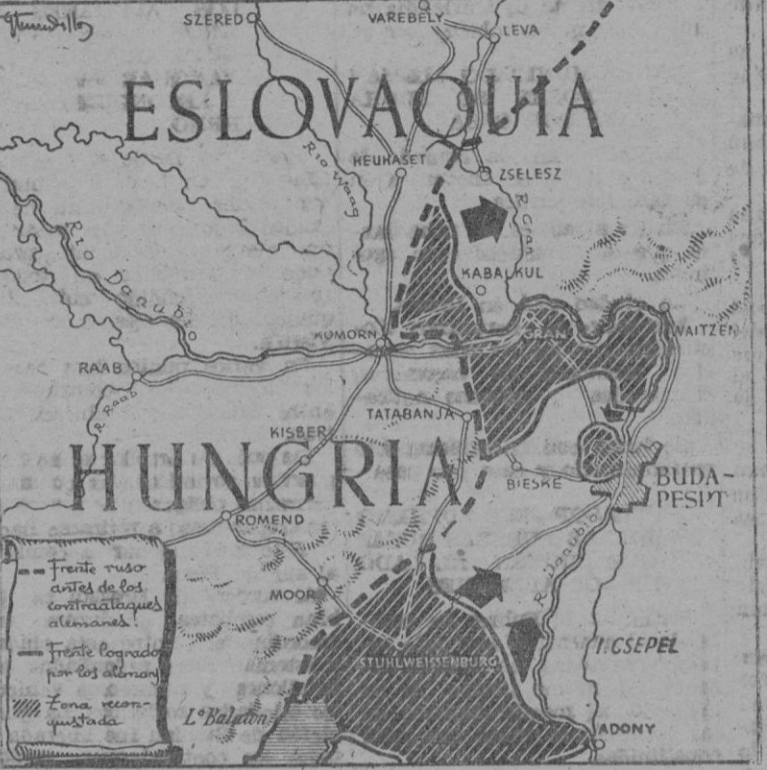 SZERED
VAREBELY
LEVA
ESLOVAQUIA
Rio Waag
HEUHASET
ZSELESZ
R. Gran
Rio Danubio
KABALKUL
KOMORN
GRAN
WAITZEN
RAAB
R. Raab
TATABANJA
KISBER
HUNGRIA
BIESKE
BUDA-
PESPT
ROMEND
R. Danubio
MOOR
STUHLWEISSENBURG
I. CSEPEL
Lº Balaton
ADONY
Frente ruso
antes de los
contraataques
alemanes.
Frente logrado
por los aleman
Zona recon-
quistada